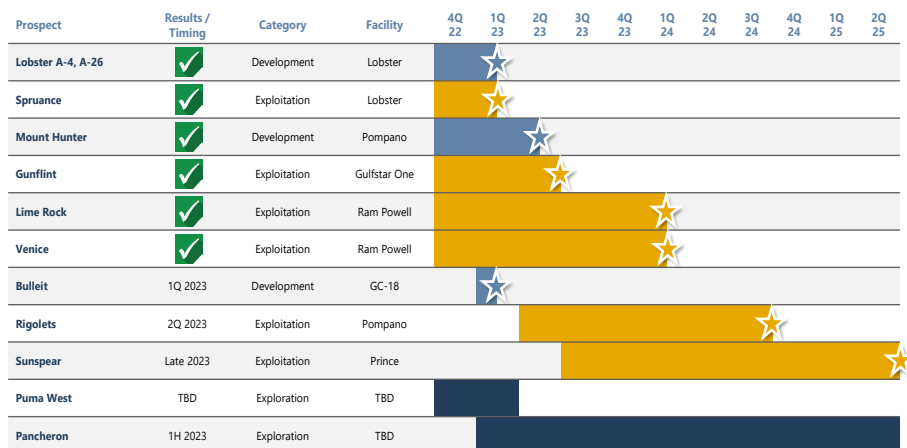 Prospect Results / Timing Category Facility 4Q 22 1Q 23 2Q 23 3Q 23 4Q 23 1Q 24 2Q 24 3Q 24 4Q 24 1Q 25 2Q 25
Lobster A-4, A-26 Development Lobster
Spruance Exploitation Lobster
Mount Hunter Development Pompano
Gunflint Exploitation Gulfstar One
Lime Rock Exploitation Ram Powell
Venice Exploitation Ram Powell
Bulleit 1Q 2023 Development GC-18
Rigolets 2Q 2023 Exploitation Pompano
Sunspear Late 2023 Exploitation Prince
Puma West TBD Exploration TBD
Pancheron 1H 2023 Exploration TBD